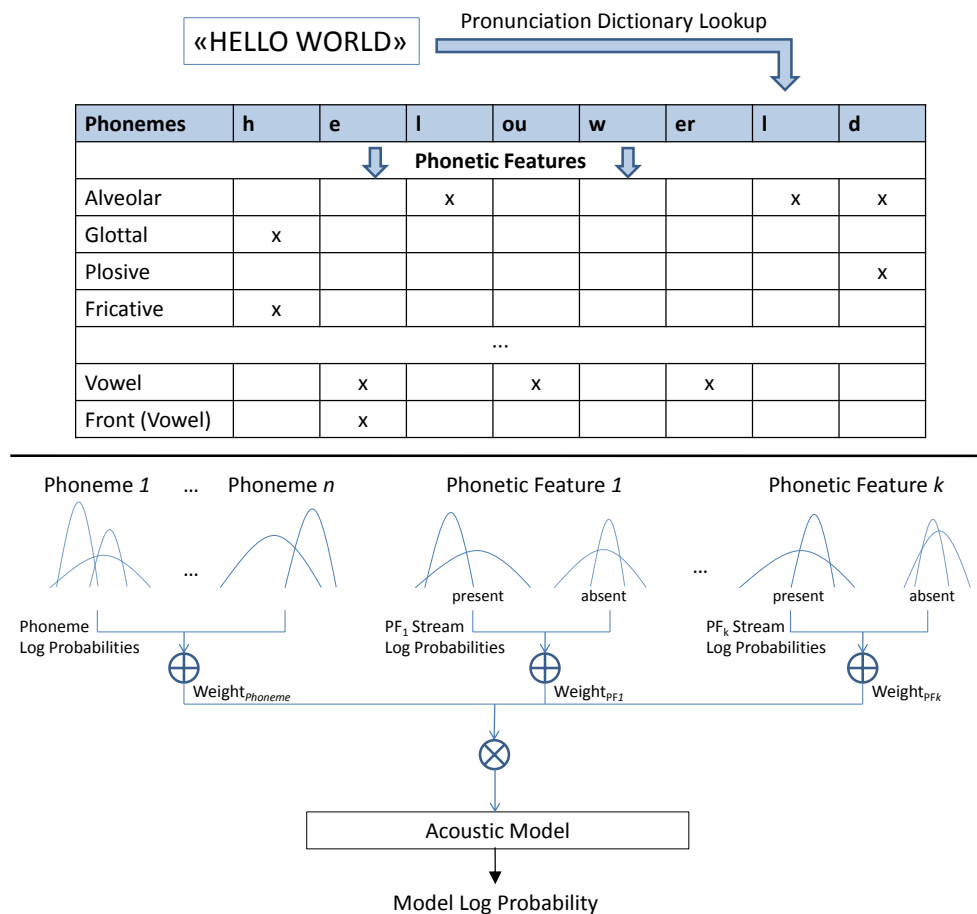 Pronunciation Dictionary Lookup
«HELLO WORLD»
Phonemes h e l ou w er l d
Phonetic Features
Alveolar x x x
Glottal x
Plosive x
Fricative x
...
Vowel x x x
Front (Vowel) x
Phoneme 1 ... Phoneme n Phonetic Feature 1 Phonetic Feature k
... ...
present absent present absent
Phoneme
Log Probabilities
PF1 Stream
Log Probabilities
PFk Stream
Log Probabilities
WeightPhoneme WeightPF1 WeightPFk
Acoustic Model
Model Log Probability